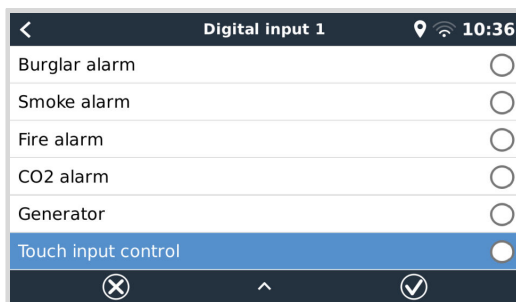 Digital input 1
10:36
Burglar alarm
Smoke alarm
Fire alarm
CO2 alarm
Generator
Touch input control